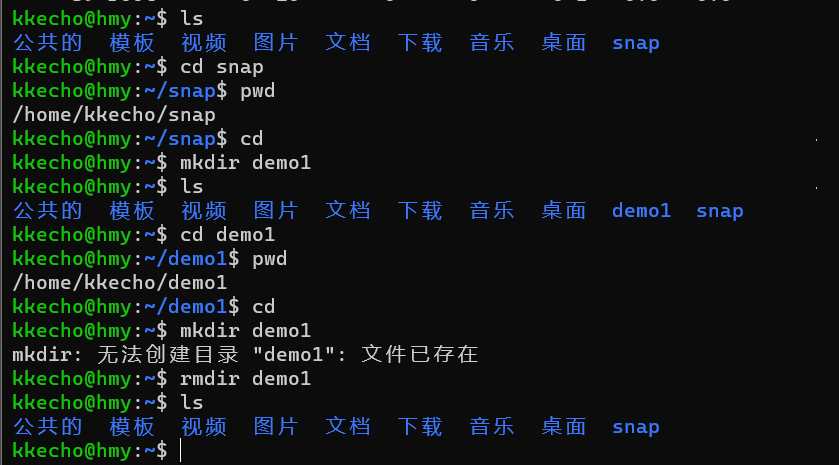 kkecho@hmy:~$ ls
公共的 模板 视频 图片 文档 下载 音乐 桌面 snap
kkecho@hmy:~$ cd snap
kkecho@hmy:~/snap$ pwd
/home/kkecho/snap
kkecho@hmy:~/snap$ cd
kkecho@hmy:~$ mkdir demo1
kkecho@hmy:~$ ls
公共的 模板 视频 图片 文档 下载 音乐 桌面 demo1 snap
kkecho@hmy:~$ cd demo1
kkecho@hmy:~/demo1$ pwd
/home/kkecho/demo1
kkecho@hmy:~/demo1$ cd
kkecho@hmy:~$ mkdir demo1
mkdir: 无法创建目录 "demo1": 文件已存在
kkecho@hmy:~$ rmdir demo1
kkecho@hmy:~$ ls
公共的 模板 视频 图片 文档 下载 音乐 桌面 snap
kkecho@hmy:~$